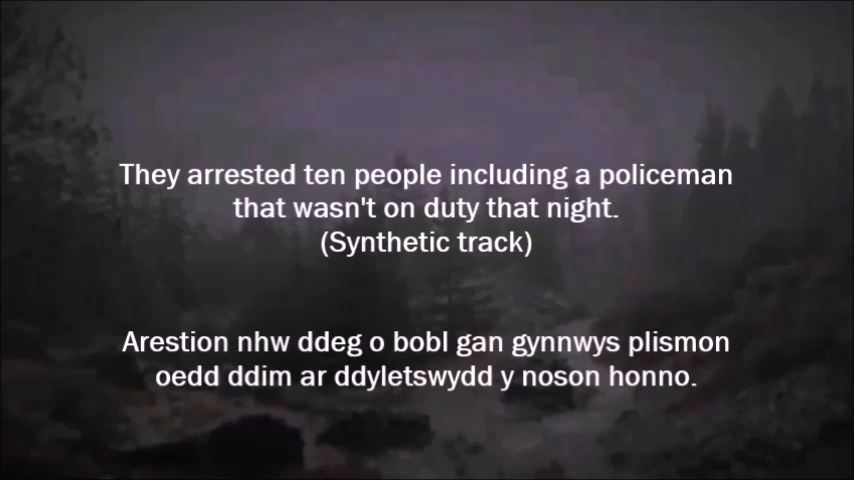 They arrested ten people including a policeman
that wasn't on duty that night.
(Synthetic track)
Arestion nhw ddeg o bobl gan gynnwys plismon
oedd ddim ar ddyletswydd y noson honno.